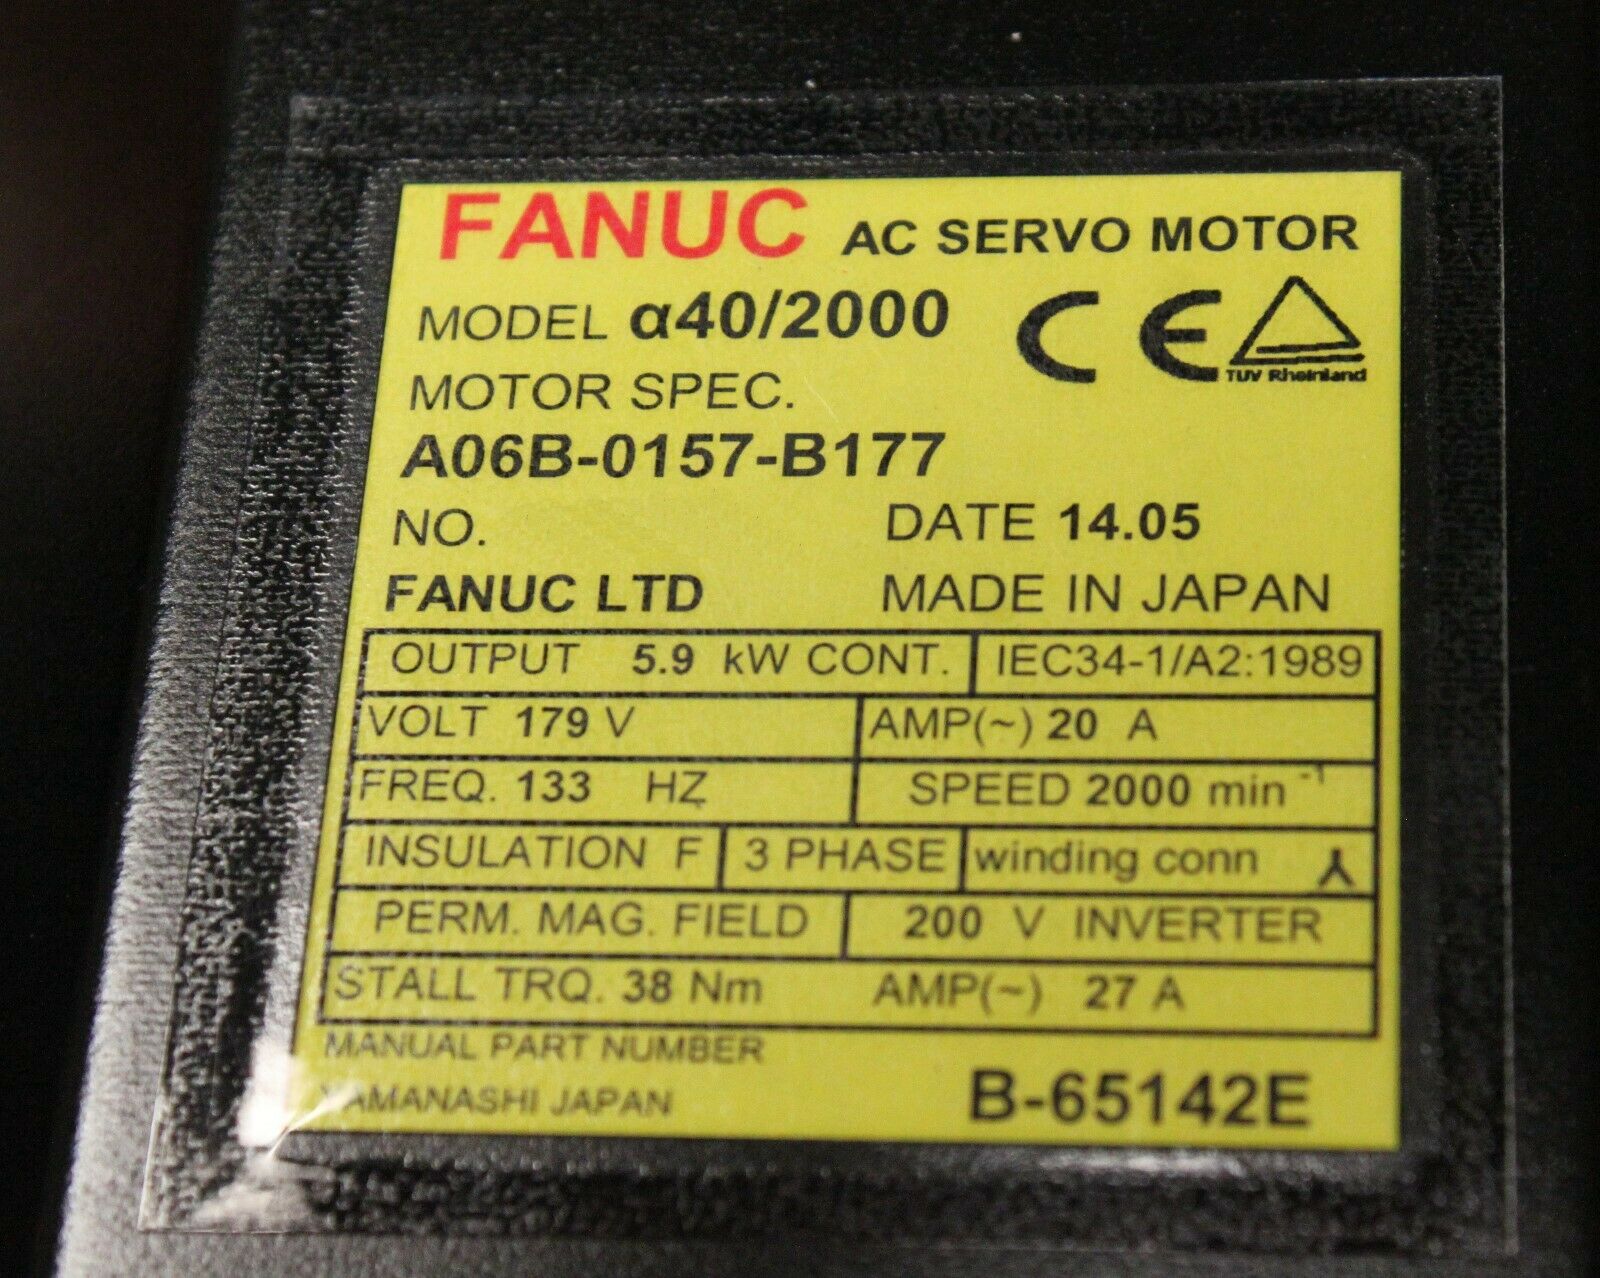 FANUC AC SERVO MOTOR
MODEL α40/2000
CE
TUV Rheinland
MOTOR SPEC.
A06B-0157-B177
NO. DATE 14.05
FANUC LTD MADE IN JAPAN
OUTPUT 5.9 kW CONT. IEC34-1/A2:1989
VOLT 179 V AMP(~) 20 A
FREQ. 133 HZ SPEED 2000 min⁻¹
INSULATION F 3 PHASE winding conn
PERM. MAG. FIELD 200 V INVERTER
STALL TRQ. 38 Nm AMP(~) 27 A
MANUAL PART NUMBER
YAMANASHI JAPAN B-65142E